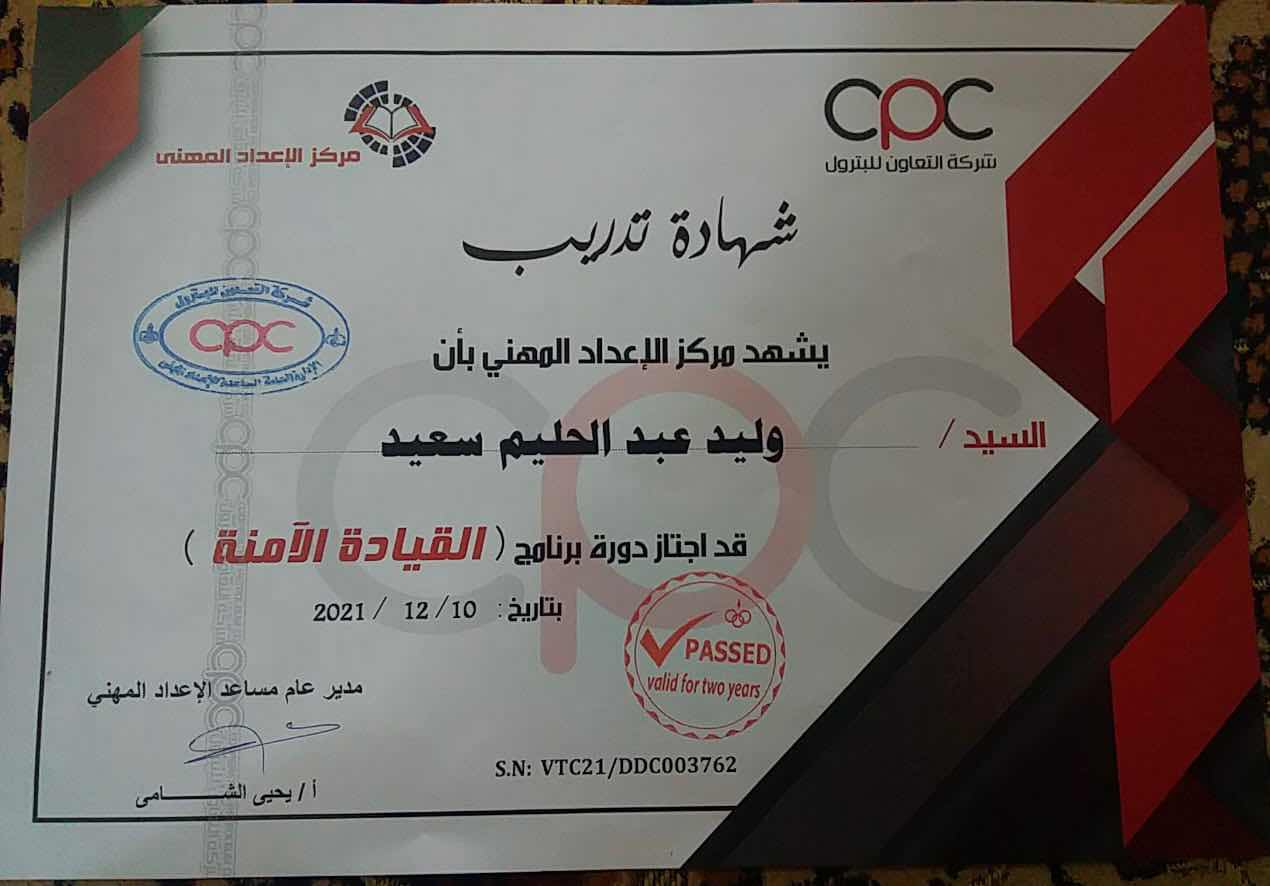 cpc
شركة التعاون للبترول
مركز الإعداد المهنى
شهادة تدريب
شركة التعاون للبترول
cpc
الإدارة العامة المساعدة للإعداد المهنى
يشهد مركز الإعداد المهني بأن
السيد / وليد عبد الحليم سعيد
قد اجتاز دورة برنامج ( القيادة الآمنة )
بتاريخ : 10/ 12 / 2021
PASSED
valid for two years
مدير عام مساعد الإعداد المهني
أ / يحيى الشـــــامى
S.N: VTC21/DDC003762